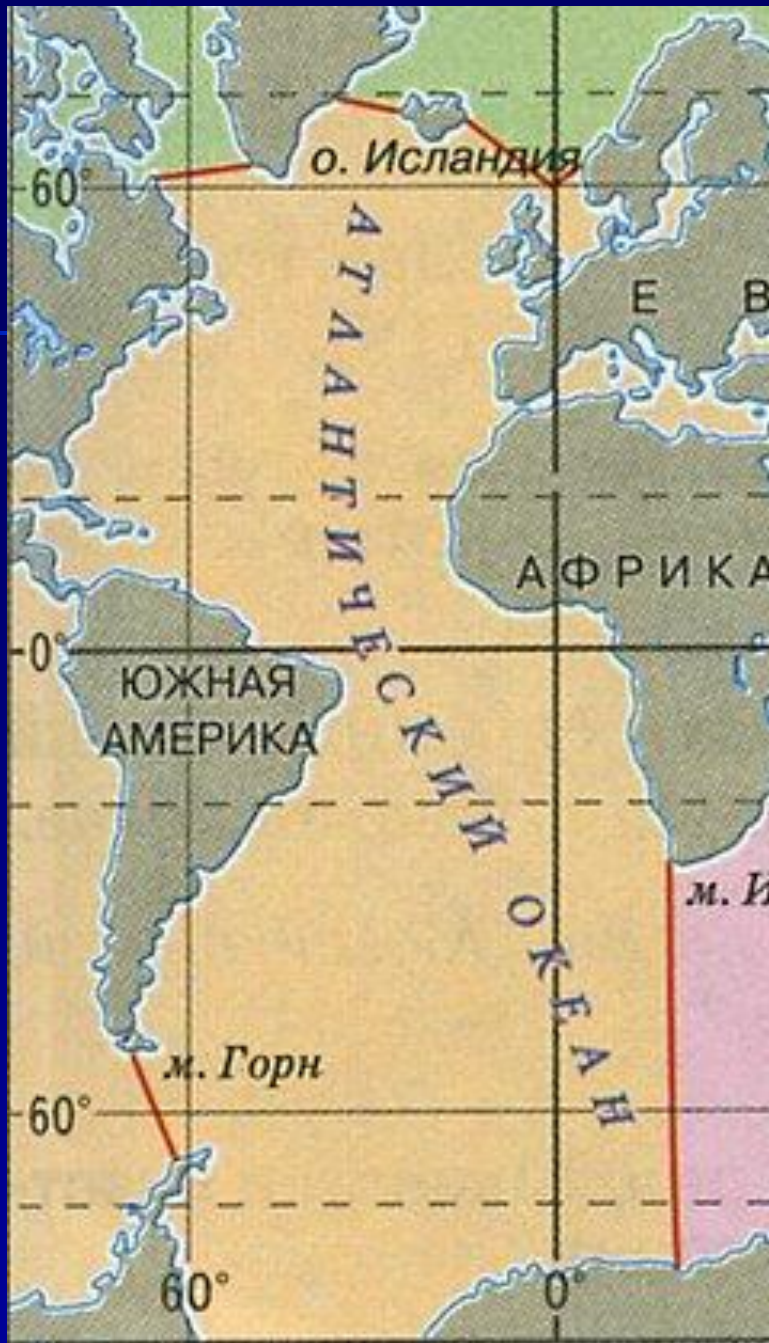 о. Исландия
60°
АТЛАНТИЧЕСКИЙ ОКЕАН
Е В
АФРИКА
0°
ЮЖНАЯ
АМЕРИКА
м. И
м. Горн
60°
60°
0°